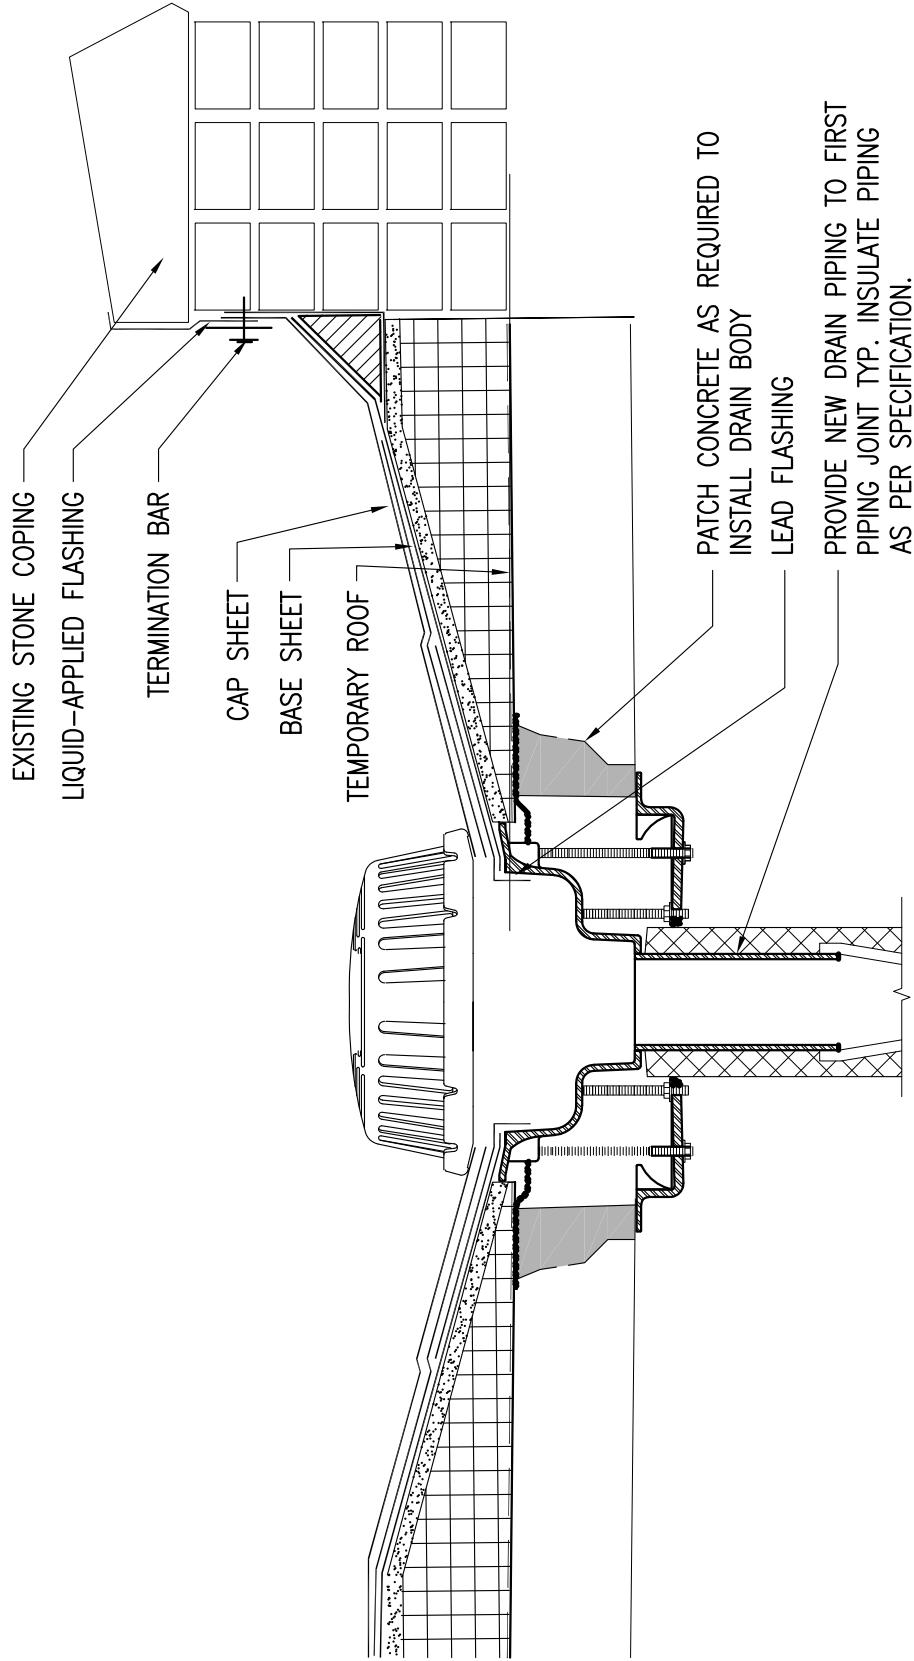 EXISTING STONE COPING
LIQUID-APPLIED FLASHING
TERMINATION BAR
CAP SHEET
BASE SHEET
TEMPORARY ROOF
PATCH CONCRETE AS REQUIRED TO
INSTALL DRAIN BODY
LEAD FLASHING
PROVIDE NEW DRAIN PIPING TO FIRST
PIPING JOINT TYP. INSULATE PIPING
AS PER SPECIFICATION.